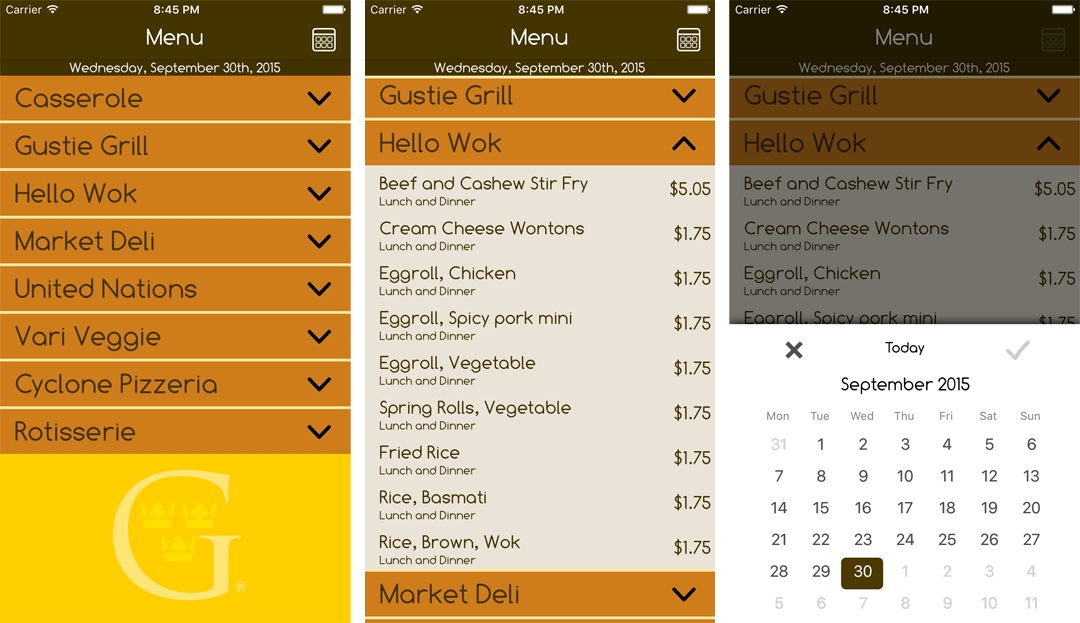 Carrier 8:45 PM
Menu
Wednesday, September 30th, 2015
Casserole
Gustie Grill
Hello Wok
Market Deli
United Nations
Vari Veggie
Cyclone Pizzeria
Rotisserie
G
®
Carrier 8:45 PM
Menu
Wednesday, September 30th, 2015
Gustie Grill
Hello Wok
Beef and Cashew Stir Fry $5.05
Lunch and Dinner
Cream Cheese Wontons $1.75
Lunch and Dinner
Eggroll, Chicken $1.75
Lunch and Dinner
Eggroll, Spicy pork mini $1.75
Lunch and Dinner
Eggroll, Vegetable $1.75
Lunch and Dinner
Spring Rolls, Vegetable $1.75
Lunch and Dinner
Fried Rice $1.75
Lunch and Dinner
Rice, Basmati $1.75
Lunch and Dinner
Rice, Brown, Wok $1.75
Lunch and Dinner
Market Deli
Carrier 8:45 PM
Menu
Wednesday, September 30th, 2015
Gustie Grill
Hello Wok
Beef and Cashew Stir Fry $5.05
Lunch and Dinner
Cream Cheese Wontons $1.75
Lunch and Dinner
Eggroll, Chicken $1.75
Lunch and Dinner
Eggroll, Spicy pork mini $1.75
Today
September 2015
Mon Tue Wed Thu Fri Sat Sun
31 1 2 3 4 5 6
7 8 9 10 11 12 13
14 15 16 17 18 19 20
21 22 23 24 25 26 27
28 29 30 1 2 3 4
5 6 7 8 9 10 11